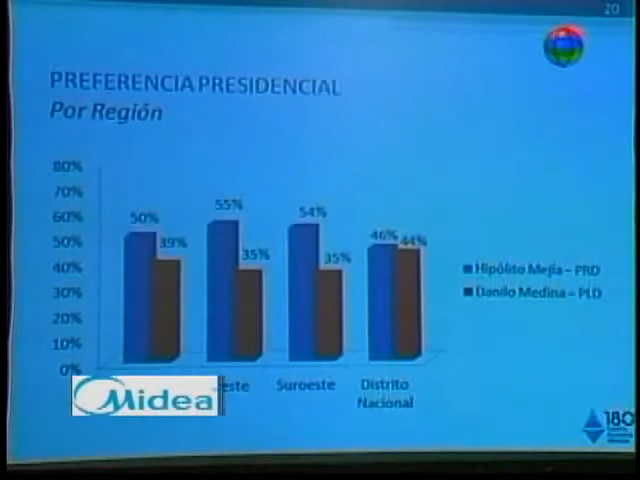 20
PREFERENCIA PRESIDENCIAL
Por Región
80%
70%
60%
50%
40%
30%
20%
10%
0%
50%
39%
55%
35%
54%
35%
46%
44%
Hipólito Mejía – PRD
Danilo Medina – PLD
Suroeste
Distrito
Nacional
Midea
180